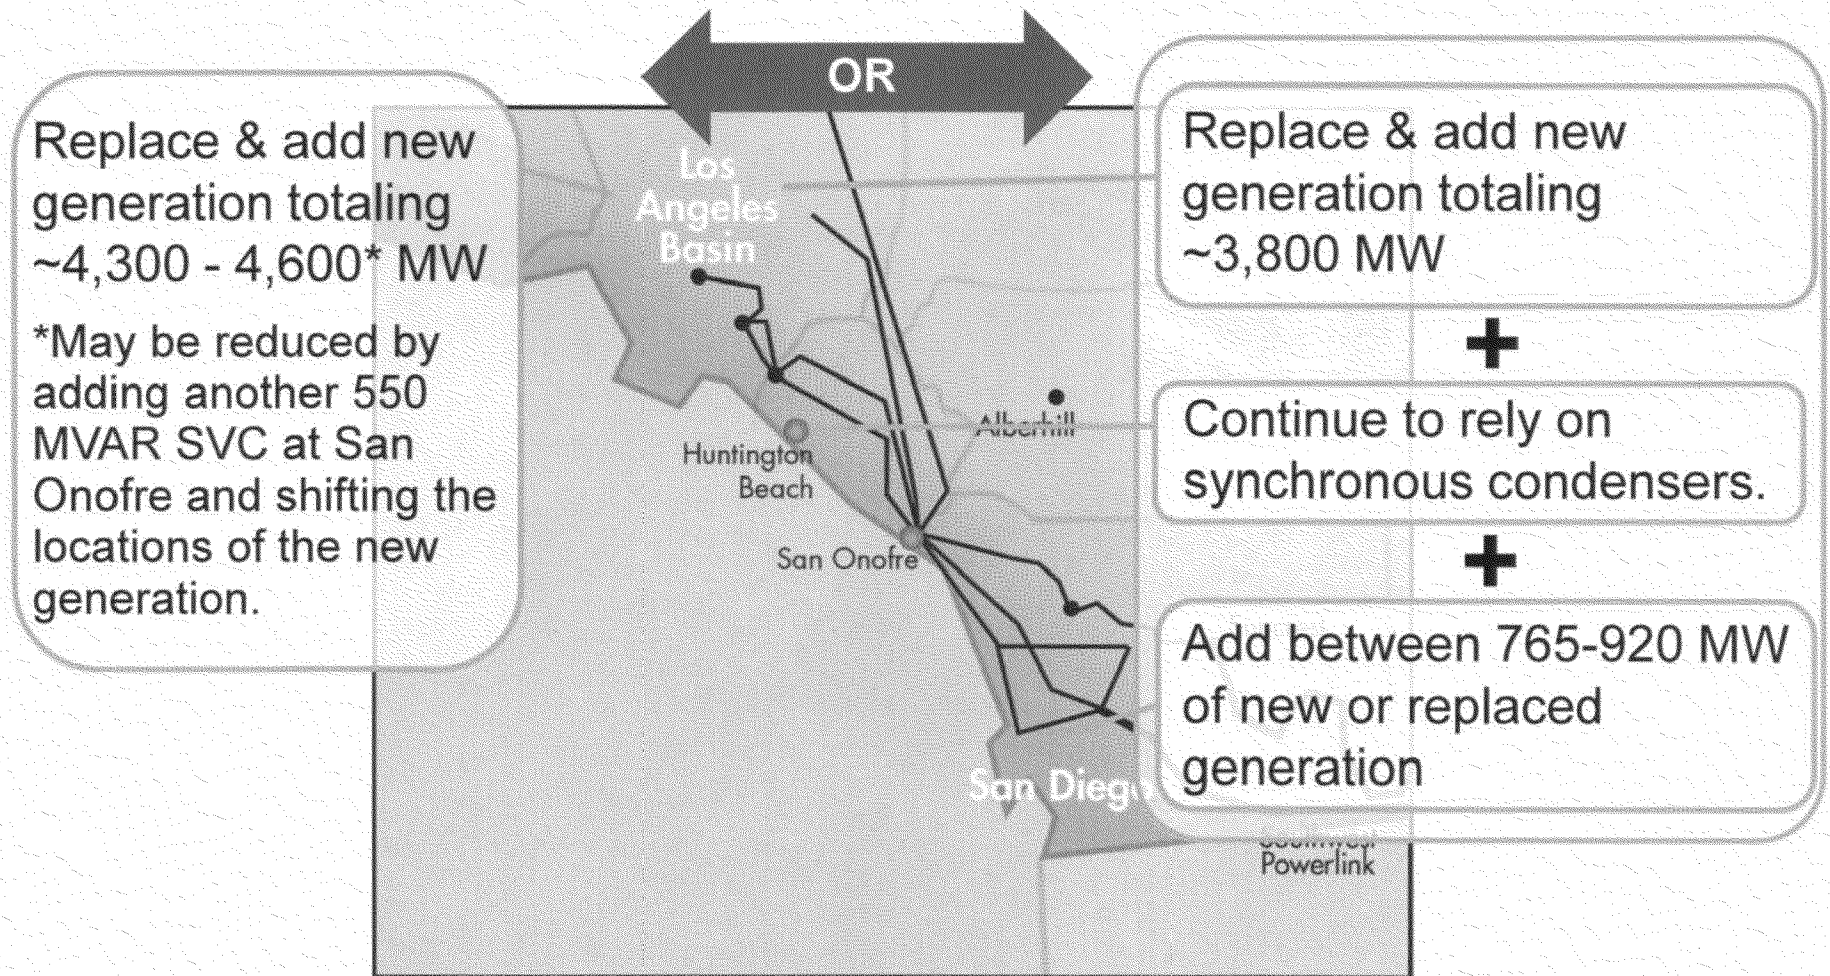 OR
Replace & add new
generation totaling
~4,300 - 4,600* MW
*May be reduced by
adding another 550
MVAR SVC at San
Onofre and shifting the
locations of the new
generation.
Los
Angeles
Basin
Huntington
Beach
Alberhill
San Onofre
San Diego
Replace & add new
generation totaling
~3,800 MW
+
Continue to rely on
synchronous condensers.
+
Add between 765-920 MW
of new or replaced
generation
Southwest
Powerlink